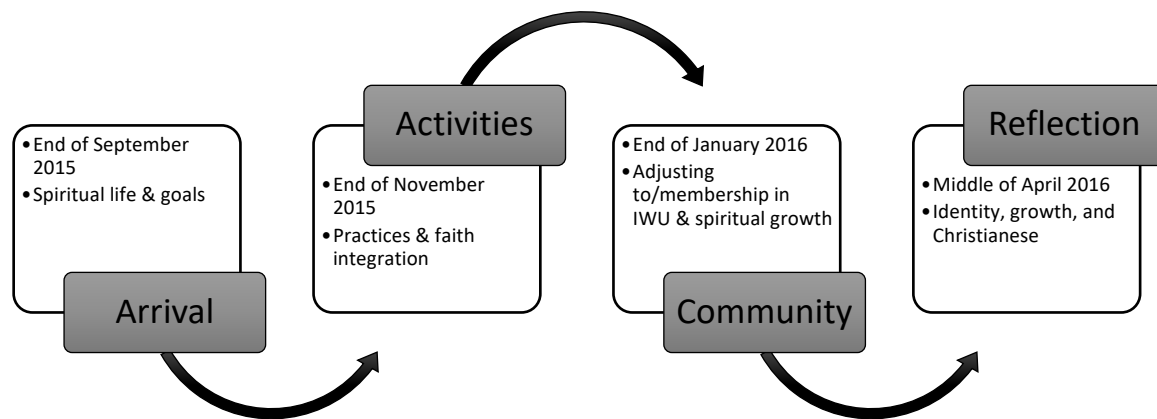 •End of September
2015
•Spiritual life & goals
Arrival
Activities
•End of November
2015
•Practices & faith
integration
•End of January 2016
•Adjusting
to/membership in
IWU & spiritual growth
Community
Reflection
•Middle of April 2016
•Identity, growth, and
Christianese